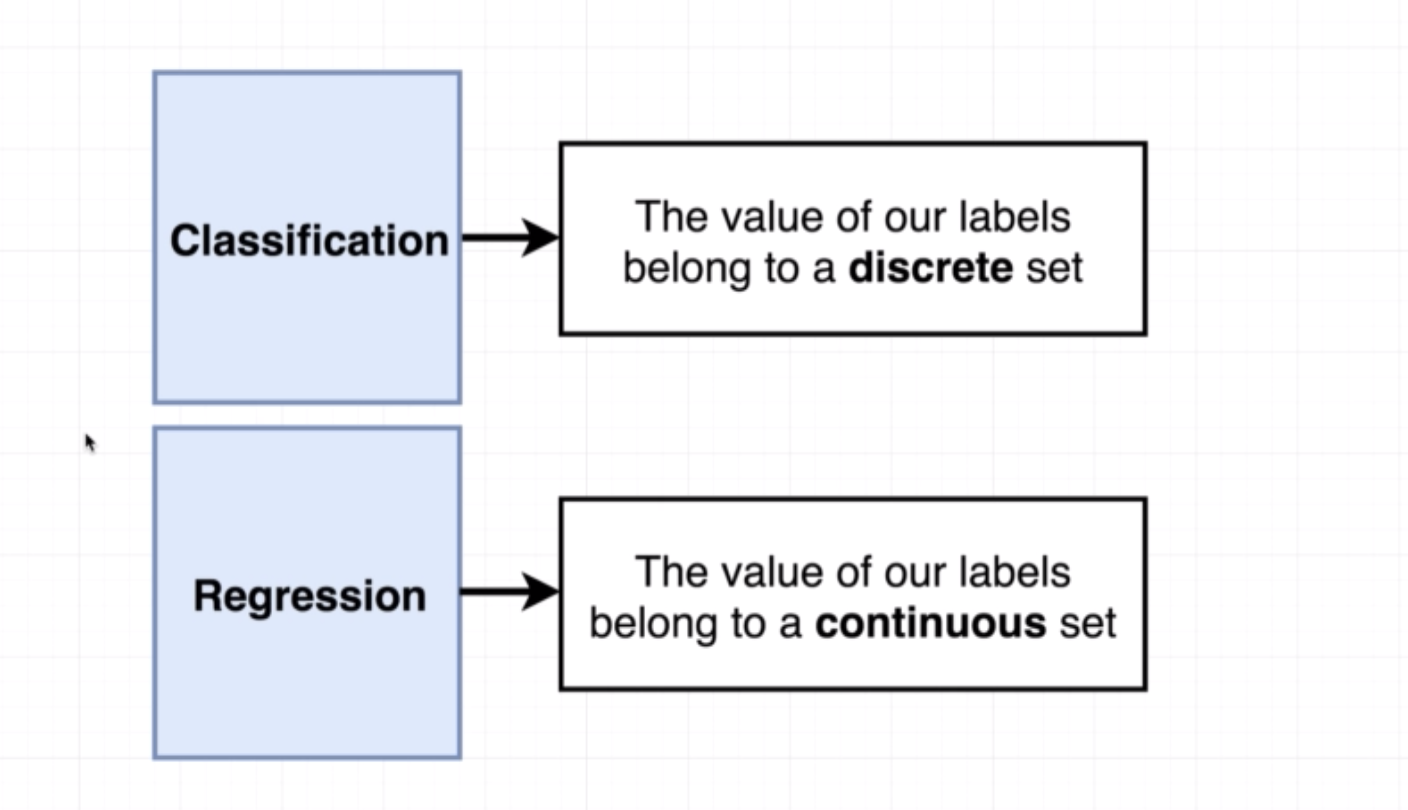 Classification
The value of our labels
belong to a discrete set
Regression
The value of our labels
belong to a continuous set